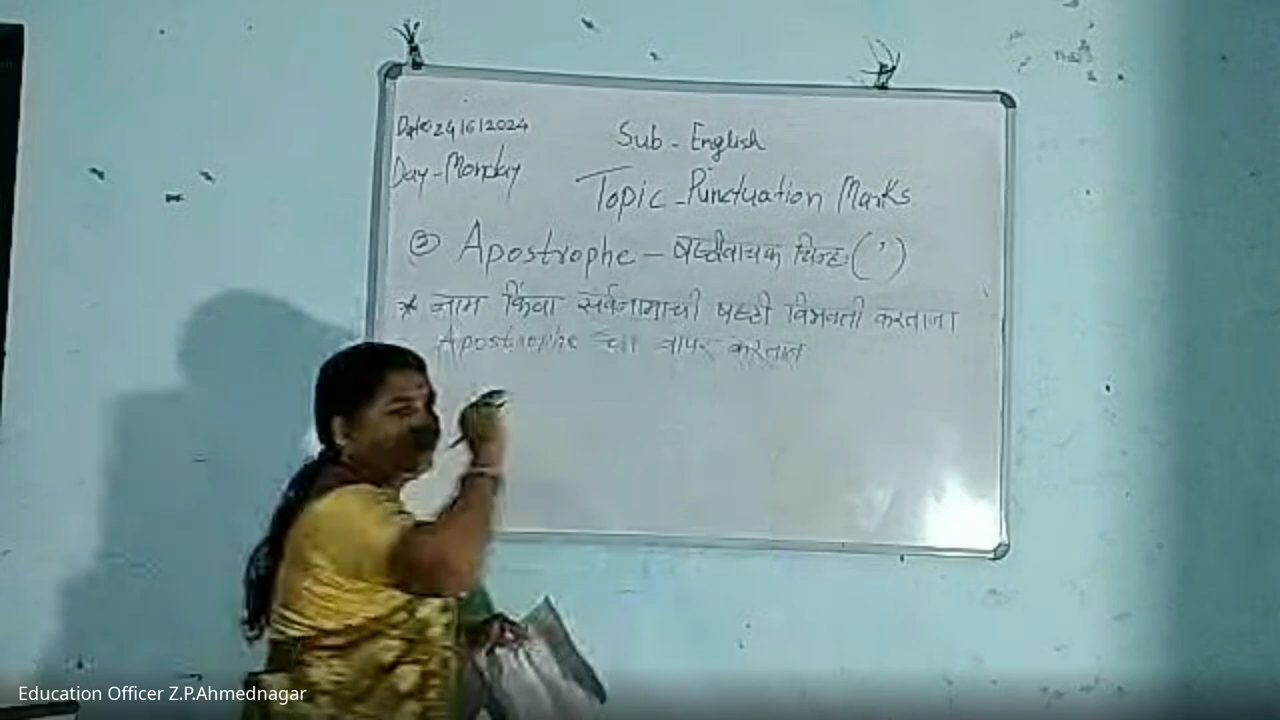 Date: 24/6/2024
Sub - English
Day - Monday
Topic - Punctuation Marks
③ Apostrophe - षष्ठीवाचक चिन्ह (')
* नाम किंवा सर्वनामाची षष्टी विभक्ती करताना
Apostrophe चा वापर करतात
Education Officer Z.P.Ahmednagar